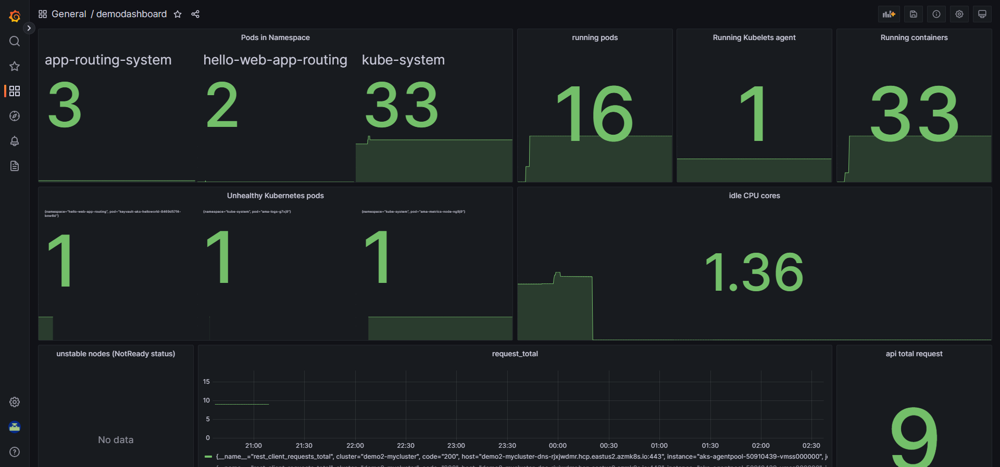 General / demodashboard
Pods in Namespace
app-routing-system
3
hello-web-app-routing
2
kube-system
33
running pods
16
Running Kubelets agent
1
Running containers
33
Unhealthy Kubernetes pods
{namespace="hello-web-app-routing", pod="keyvault-aks-helloworld-8469d57f4-
bnw6d"}
1
{namespace="kube-system", pod="ama-logs-g7xj9"}
1
{namespace="kube-system", pod="ama-metrics-node-ng9j9"}
1
idle CPU cores
1.36
unstable nodes (NotReady status)
No data
request_total
15
10
5
0
21:00 21:30 22:00 22:30 23:00 23:30 00:00 00:30 01:00 01:30 02:00 02:30
{__name__="rest_client_requests_total", cluster="demo2-mycluster", code="200", host="demo2-mycluster-dns-rjxjwdmr.hcp.eastus2.azmk8s.io:443", instance="aks-agentpool-50910439-vmss000000", j
api total request
9